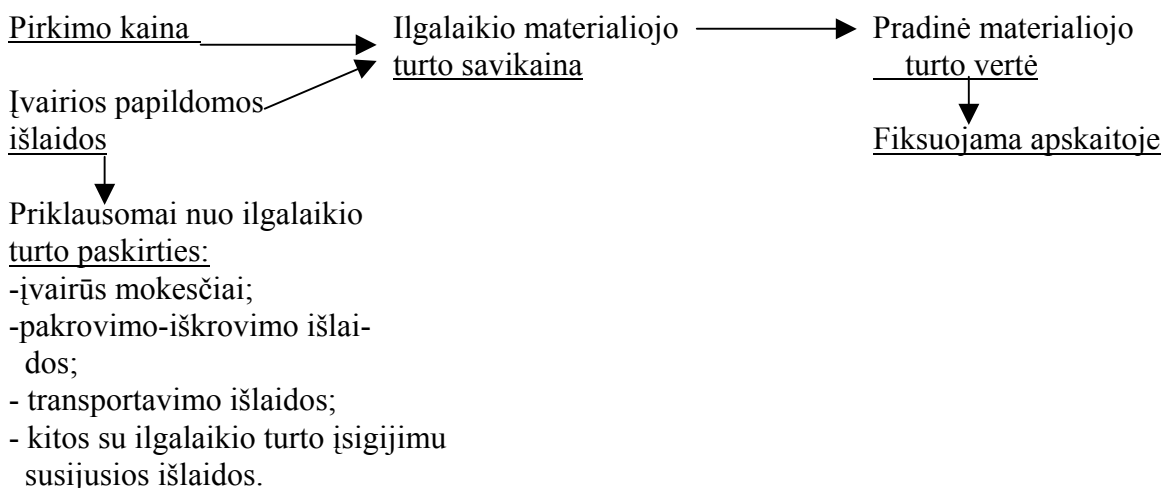 Pirkimo kaina
Ilgalaikio materialiojo
turto savikaina
Pradinė materialiojo
turto vertė
Įvairios papildomos
išlaidos
Fiksuojama apskaitoje
Priklausomai nuo ilgalaikio
turto paskirties:
-įvairūs mokesčiai;
-pakrovimo-iškrovimo išlai-
dos;
- transportavimo išlaidos;
- kitos su ilgalaikio turto įsigijimu
susijusios išlaidos.